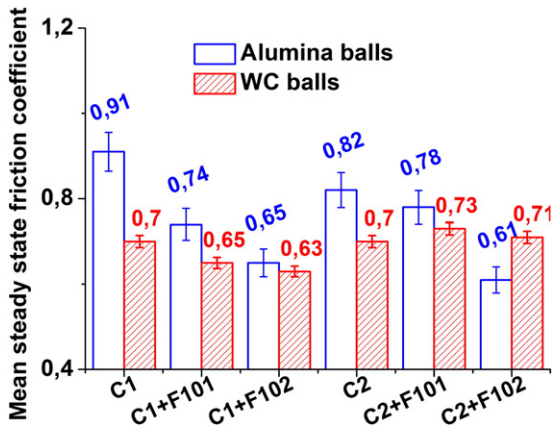 Mean steady state friction coefficient
1,2
0,8
0,4
Alumina balls
WC balls
0,91
0,7
0,74
0,65
0,65
0,63
0,82
0,7
0,78
0,73
0,61
0,71
C1
C1+F101
C1+F102
C2
C2+F101
C2+F102